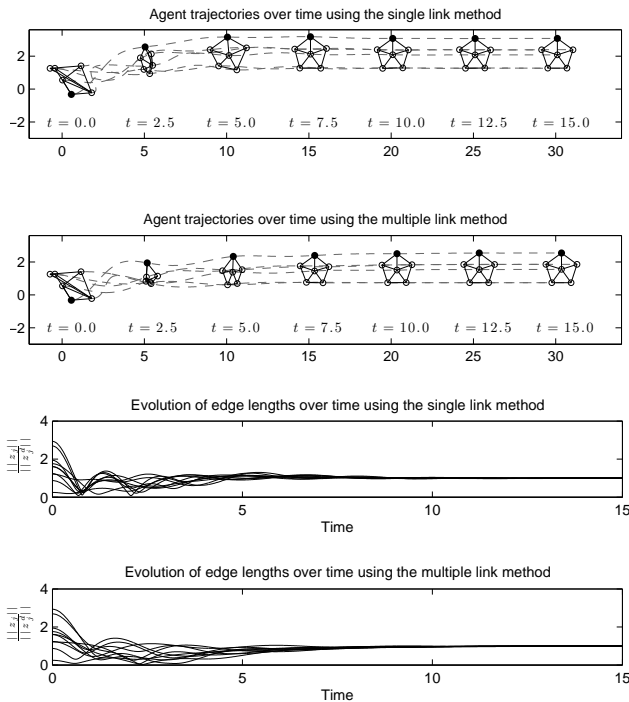 Agent trajectories over time using the single link method
2
0
−2
t = 0.0 t = 2.5 t = 5.0 t = 7.5 t = 10.0 t = 12.5 t = 15.0
0 5 10 15 20 25 30
Agent trajectories over time using the multiple link method
2
0
−2
t = 0.0 t = 2.5 t = 5.0 t = 7.5 t = 10.0 t = 12.5 t = 15.0
0 5 10 15 20 25 30
Evolution of edge lengths over time using the single link method
||z_j||
||z_j^d||
4
2
0
0 5 10 15
Time
Evolution of edge lengths over time using the multiple link method
||z_j||
||z_j^d||
4
2
0
0 5 10 15
Time